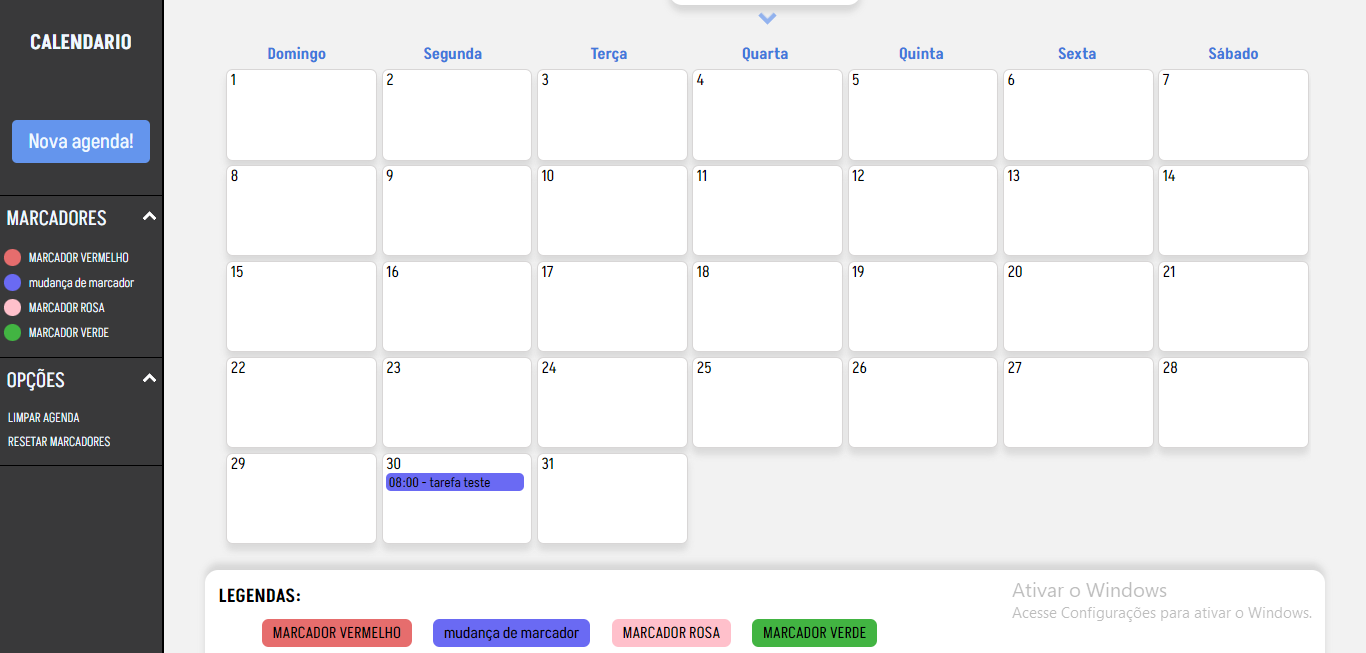 CALENDARIO
Nova agenda!
MARCADORES
MARCADOR VERMELHO
mudança de marcador
MARCADOR ROSA
MARCADOR VERDE
OPÇÕES
LIMPAR AGENDA
RESETAR MARCADORES
Domingo Segunda Terça Quarta Quinta Sexta Sábado
1 2 3 4 5 6 7
8 9 10 11 12 13 14
15 16 17 18 19 20 21
22 23 24 25 26 27 28
29 30 31
08:00 - tarefa teste
LEGENDAS:
MARCADOR VERMELHO mudança de marcador MARCADOR ROSA MARCADOR VERDE
Ativar o Windows
Acesse Configurações para ativar o Windows.